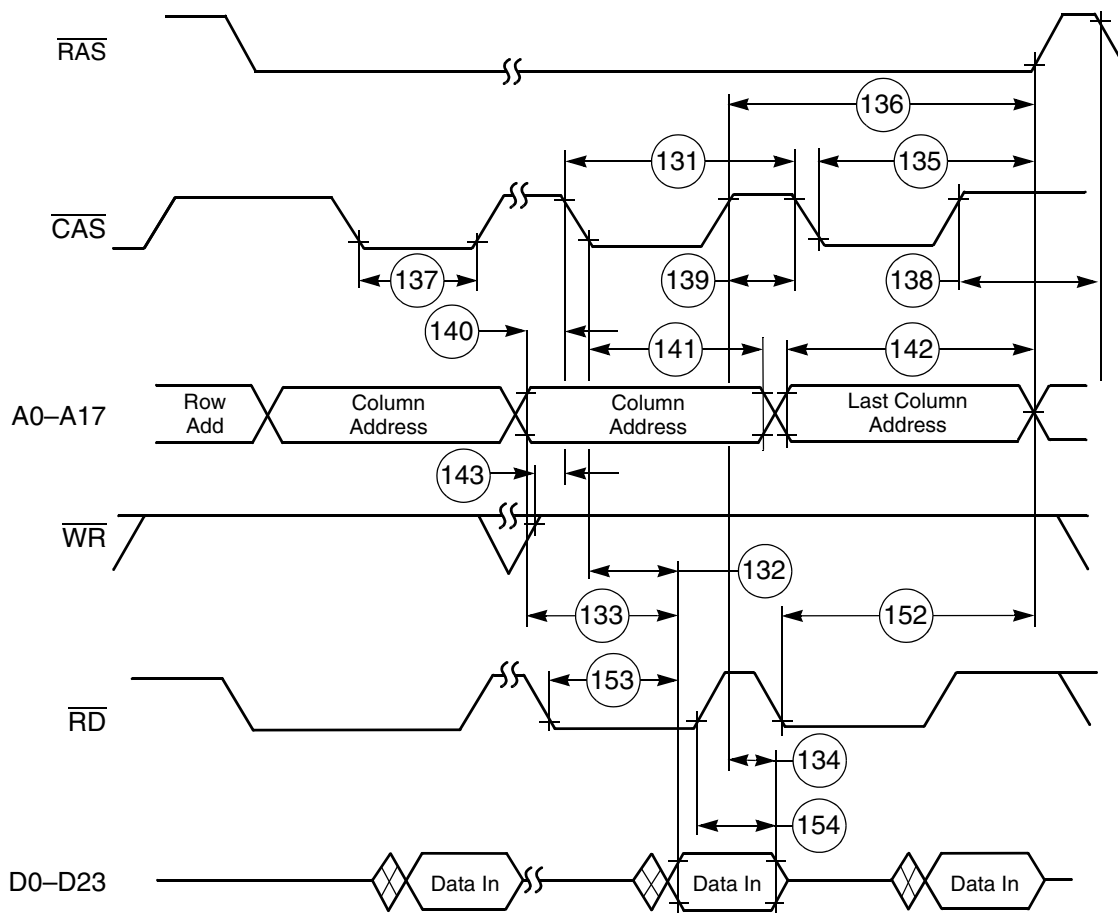 RAS
136
131
135
CAS
137
139
138
140
141
142
A0–A17
Row
Add
Column
Address
Column
Address
Last Column
Address
143
WR
132
133
152
153
RD
134
154
D0–D23
Data In
Data In
Data In